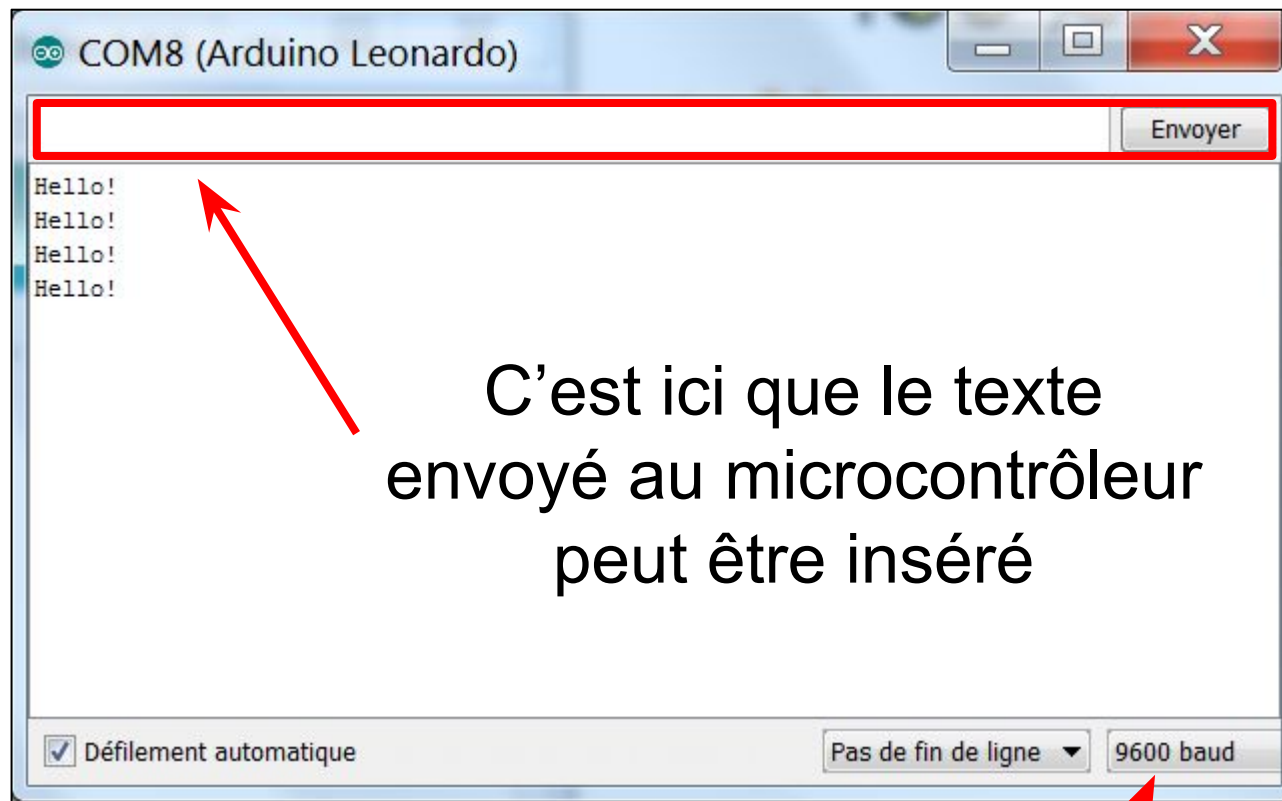 COM8 (Arduino Leonardo)
Envoyer
Hello!
Hello!
Hello!
Hello!
C’est ici que le texte
envoyé au microcontrôleur
peut être inséré
Défilement automatique
Pas de fin de ligne
9600 baud